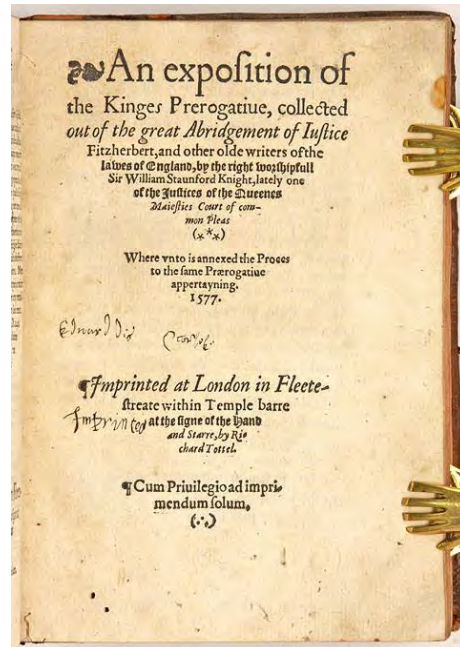 An expoſition of
the Kinges Prerogatiue, collected
out of the great Abridgement of Iuſtice
Fitzherbert, and other olde writers of the
lawes of England, by the right worſhipfull
Sir William Staunford Knight, lately one
of the Iuſtices of the Queenes
Maieſties Court of com-
mon Pleas
(⁎*⁎)
Where vnto is annexed the Proces
to the ſame Prærogatiue
appertayning.
1577.
¶Imprinted at London in Fleete-
ſtreate within Temple barre
at the ſigne of the Hand
and Starre, by Ri-
chard Tottel.
¶Cum Priuilegio ad impri-
mendum ſolum.